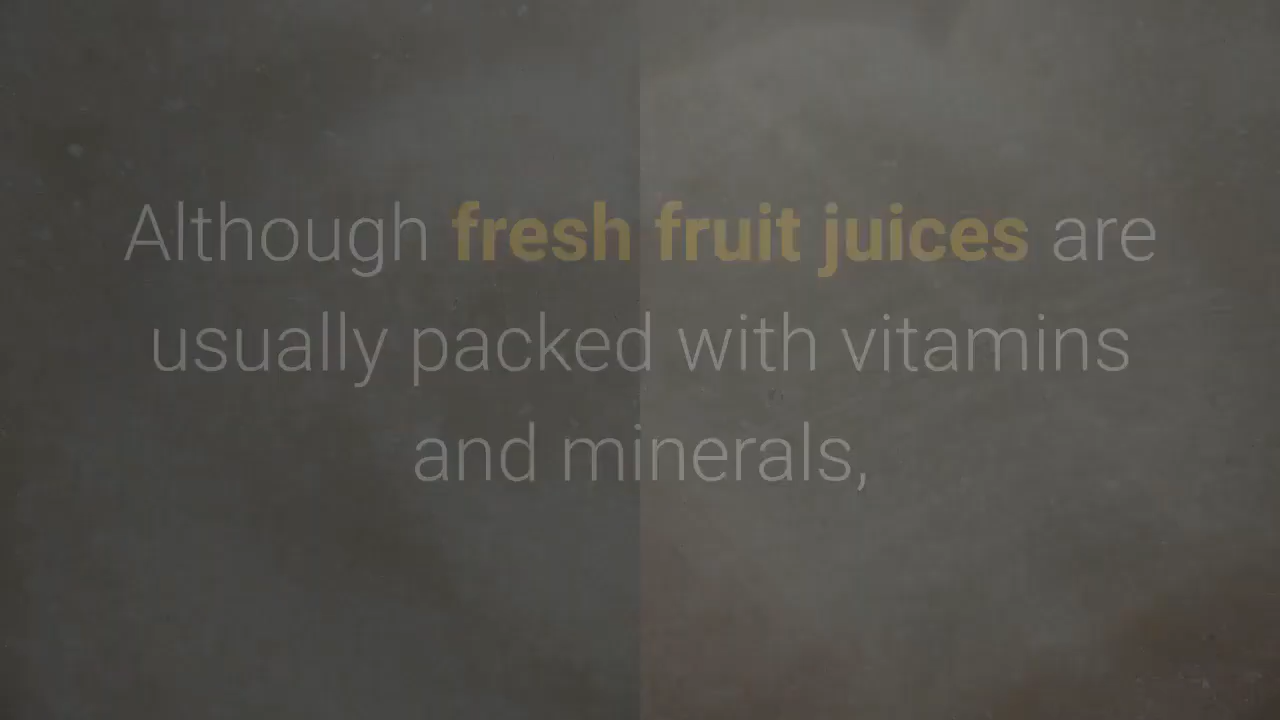 Although fresh fruit juices are
usually packed with vitamins
and minerals,